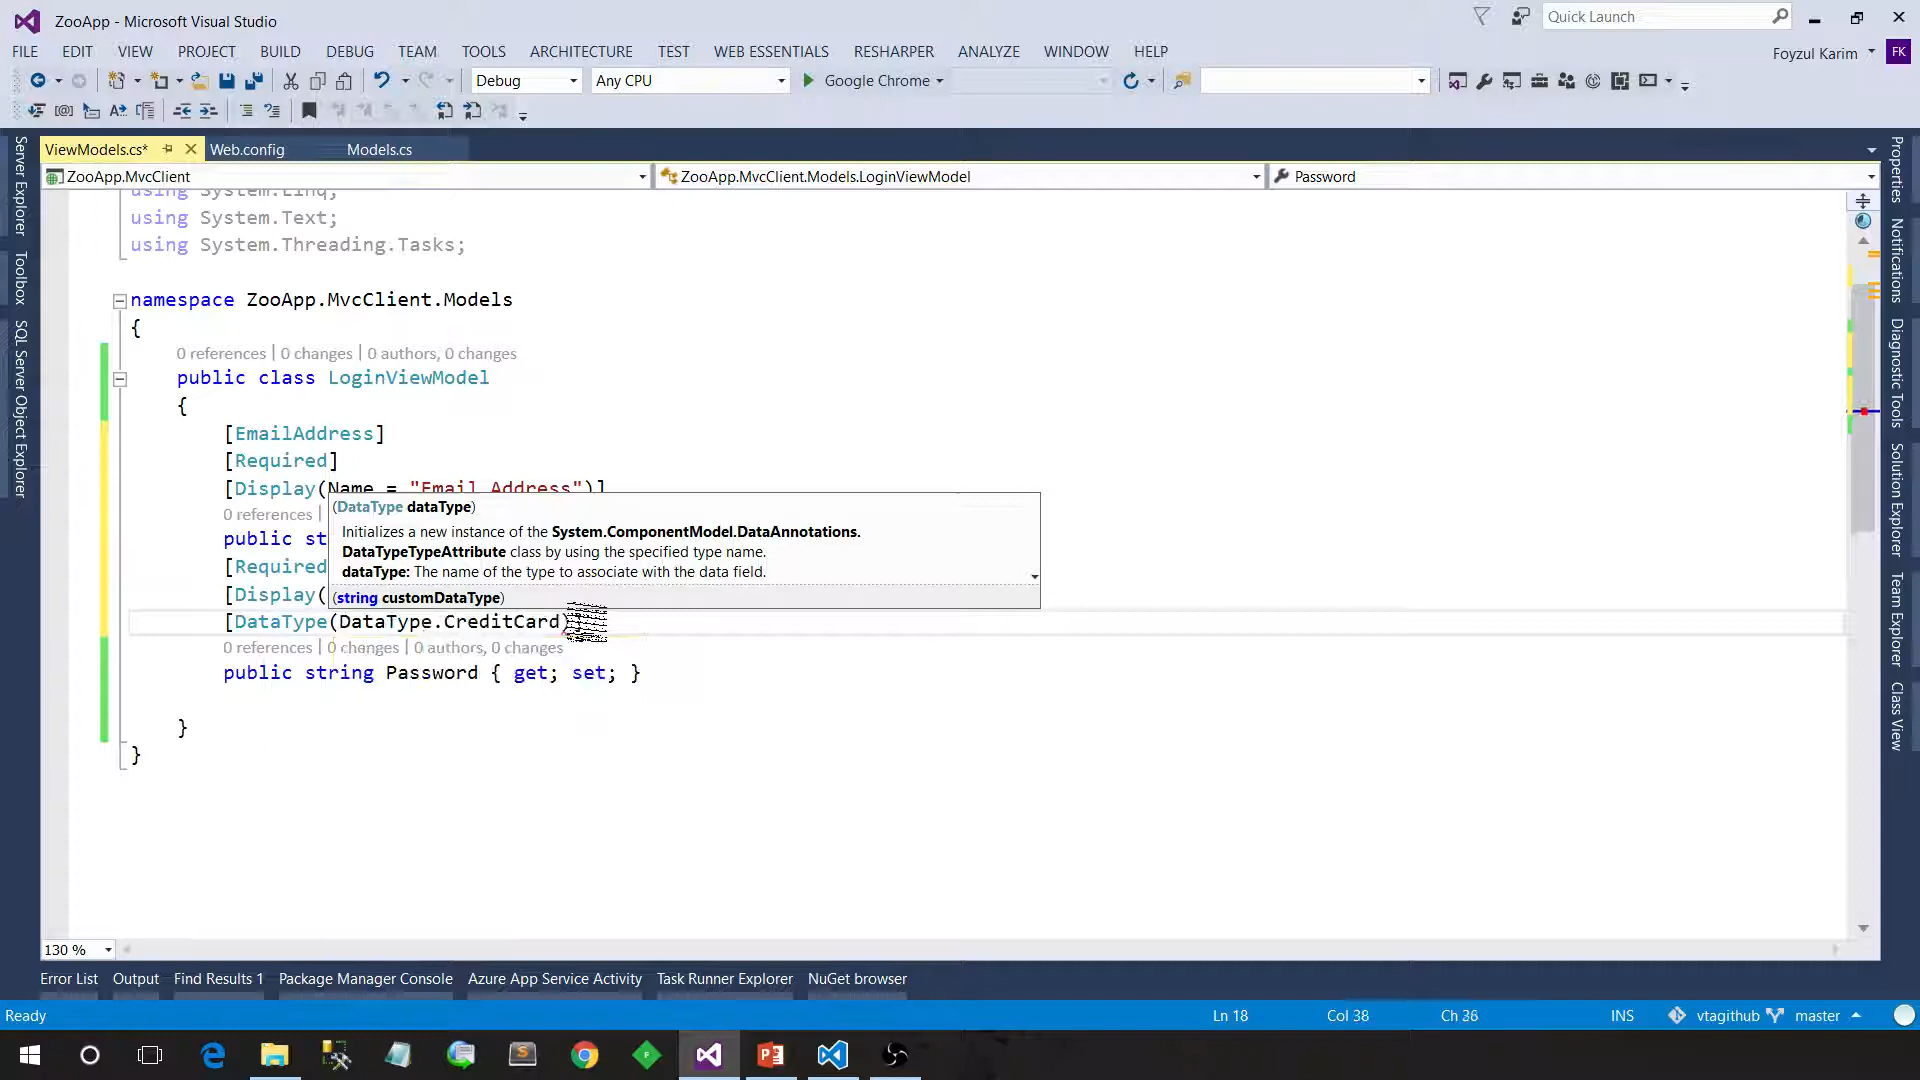 ZooApp - Microsoft Visual Studio
Quick Launch
FILE EDIT VIEW PROJECT BUILD DEBUG TEAM TOOLS ARCHITECTURE TEST WEB ESSENTIALS RESHARPER ANALYZE WINDOW HELP
Foyzul Karim FK
Debug Any CPU Google Chrome
ViewModels.cs* Web.config Models.cs
ZooApp.MvcClient ZooApp.MvcClient.Models.LoginViewModel Password
using System.Linq;
using System.Text;
using System.Threading.Tasks;
namespace ZooApp.MvcClient.Models
{
0 references | 0 changes | 0 authors, 0 changes
public class LoginViewModel
{
[EmailAddress]
[Required]
[Display(Name = "Email Address")]
0 references |
public st
[Required
[Display(
(DataType dataType)
Initializes a new instance of the System.ComponentModel.DataAnnotations.
DataTypeTypeAttribute class by using the specified type name.
dataType: The name of the type to associate with the data field.
(string customDataType)
[DataType(DataType.CreditCard)
0 references | 0 changes | 0 authors, 0 changes
public string Password { get; set; }
}
}
130 %
Error List Output Find Results 1 Package Manager Console Azure App Service Activity Task Runner Explorer NuGet browser
Ready Ln 18 Col 38 Ch 36 INS vtagithub master
Server Explorer
Toolbox
SQL Server Object Explorer
Properties
Notifications
Diagnostic Tools
Solution Explorer
Team Explorer
Class View